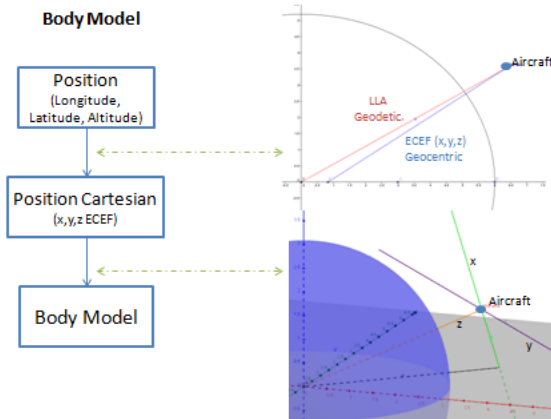 Body Model
Position
(Longitude,
Latitude, Altitude)
Position Cartesian
(x,y,z ECEF)
Body Model
Aircraft
LLA
Geodetic
ECEF (x,y,z)
Geocentric
x
Aircraft
z
y